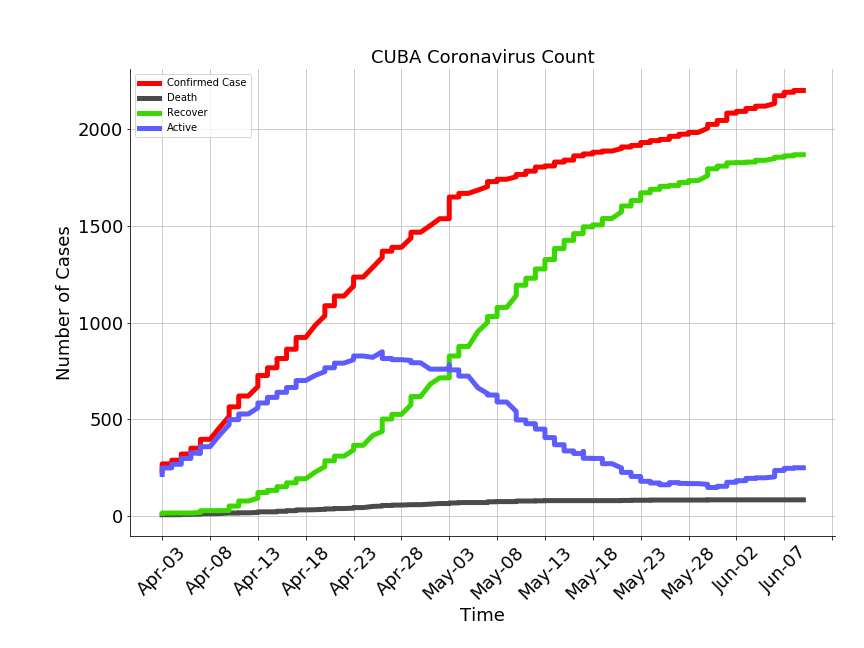 CUBA Coronavirus Count
Confirmed Case
Death
Recover
Active
Number of Cases
2000
1500
1000
500
0
Apr-03
Apr-08
Apr-13
Apr-18
Apr-23
Apr-28
May-03
May-08
May-13
May-18
May-23
May-28
Jun-02
Jun-07
Time